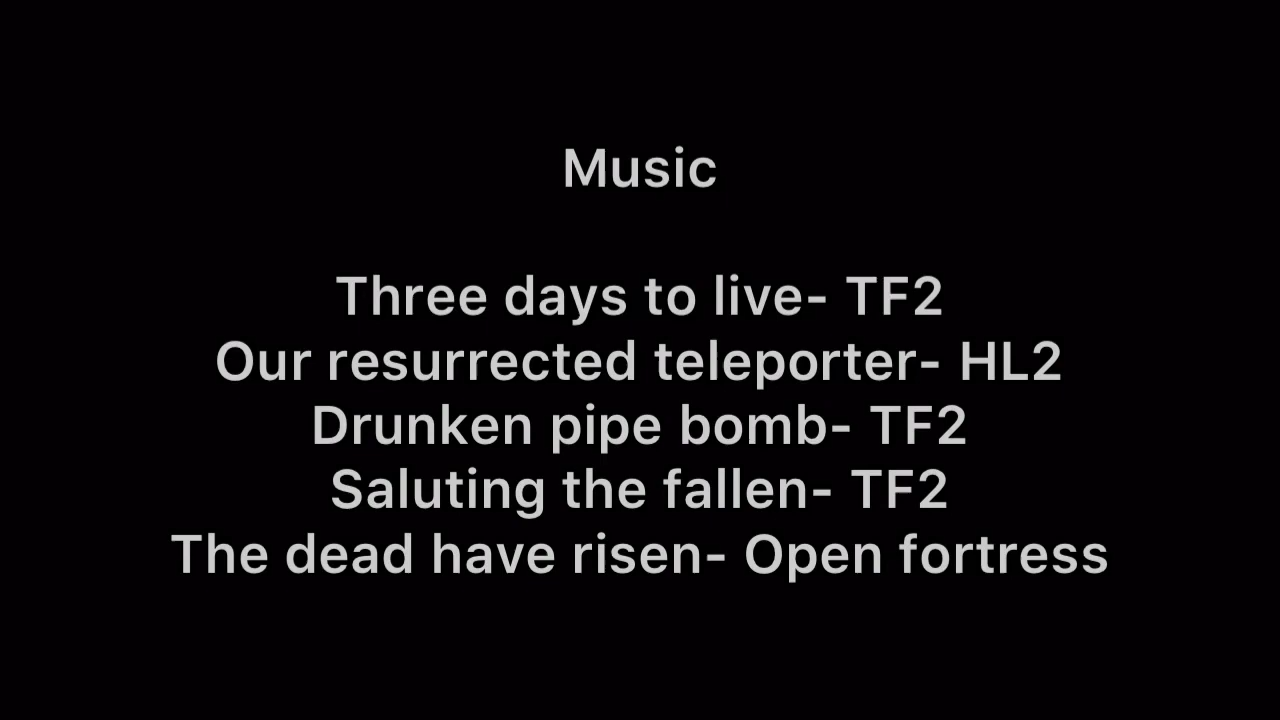 Music
Three days to live- TF2
Our resurrected teleporter- HL2
Drunken pipe bomb- TF2
Saluting the fallen- TF2
The dead have risen- Open fortress